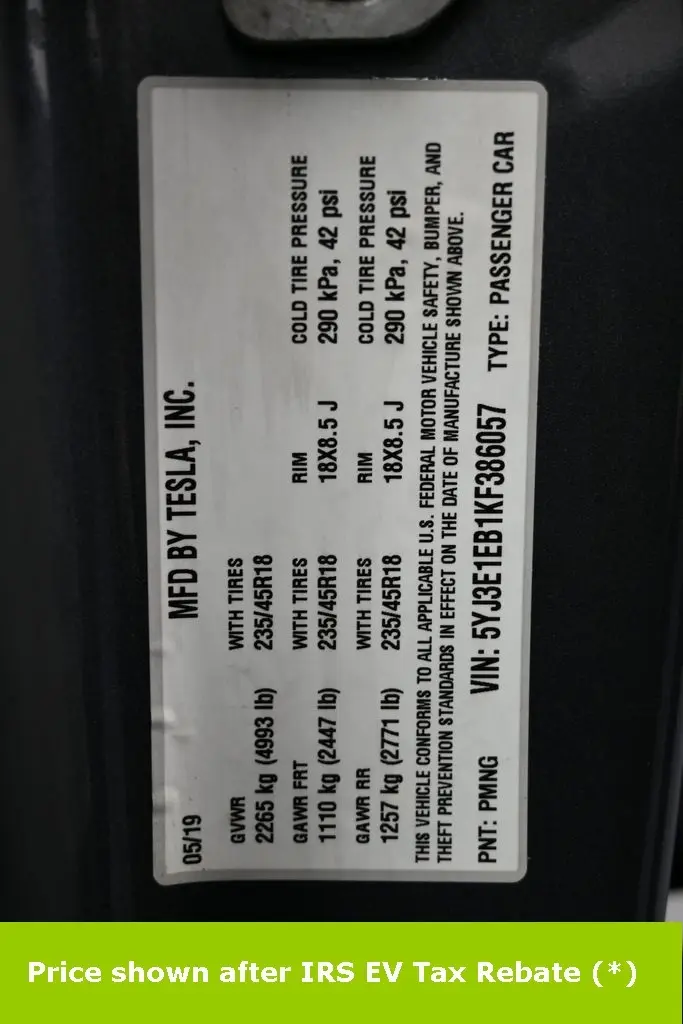 05/19 MFD BY TESLA, INC.
GVWR WITH TIRES
2265 kg (4993 lb) 235/45R18
GAWR FRT WITH TIRES RIM COLD TIRE PRESSURE
1110 kg (2447 lb) 235/45R18 18X8.5 J 290 kPa, 42 psi
GAWR RR WITH TIRES RIM COLD TIRE PRESSURE
1257 kg (2771 lb) 235/45R18 18X8.5 J 290 kPa, 42 psi
THIS VEHICLE CONFORMS TO ALL APPLICABLE U.S. FEDERAL MOTOR VEHICLE SAFETY, BUMPER, AND
THEFT PREVENTION STANDARDS IN EFFECT ON THE DATE OF MANUFACTURE SHOWN ABOVE.
PNT: PMNG VIN: 5YJ3E1EB1KF386057 TYPE: PASSENGER CAR
Price shown after IRS EV Tax Rebate (*)